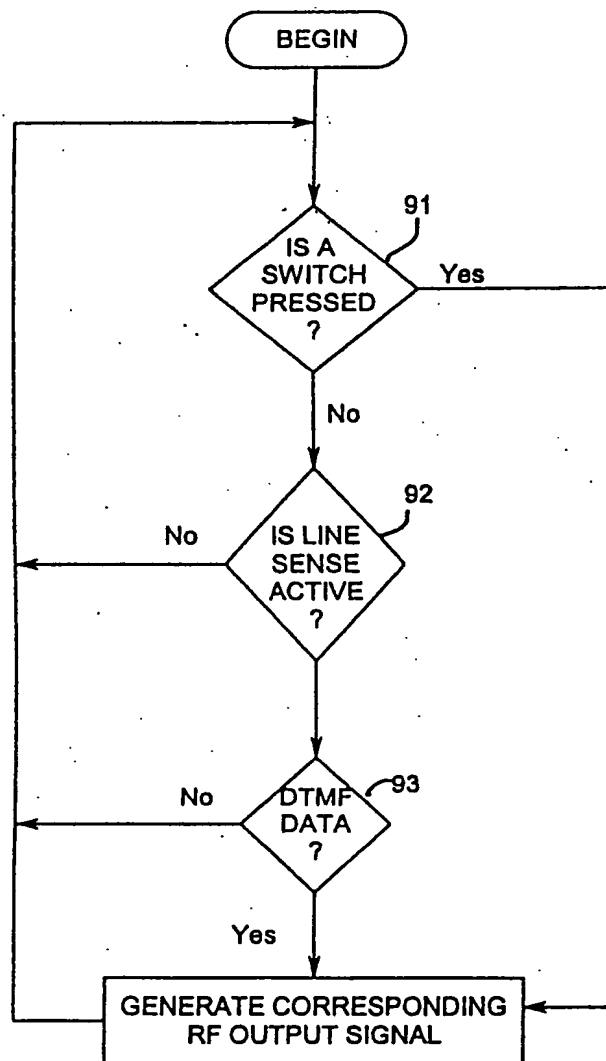 BEGIN
91
IS A
SWITCH
PRESSED
?
Yes
No
92
IS LINE
SENSE
ACTIVE
?
No
93
DTMF
DATA
?
No
Yes
GENERATE CORRESPONDING
RF OUTPUT SIGNAL